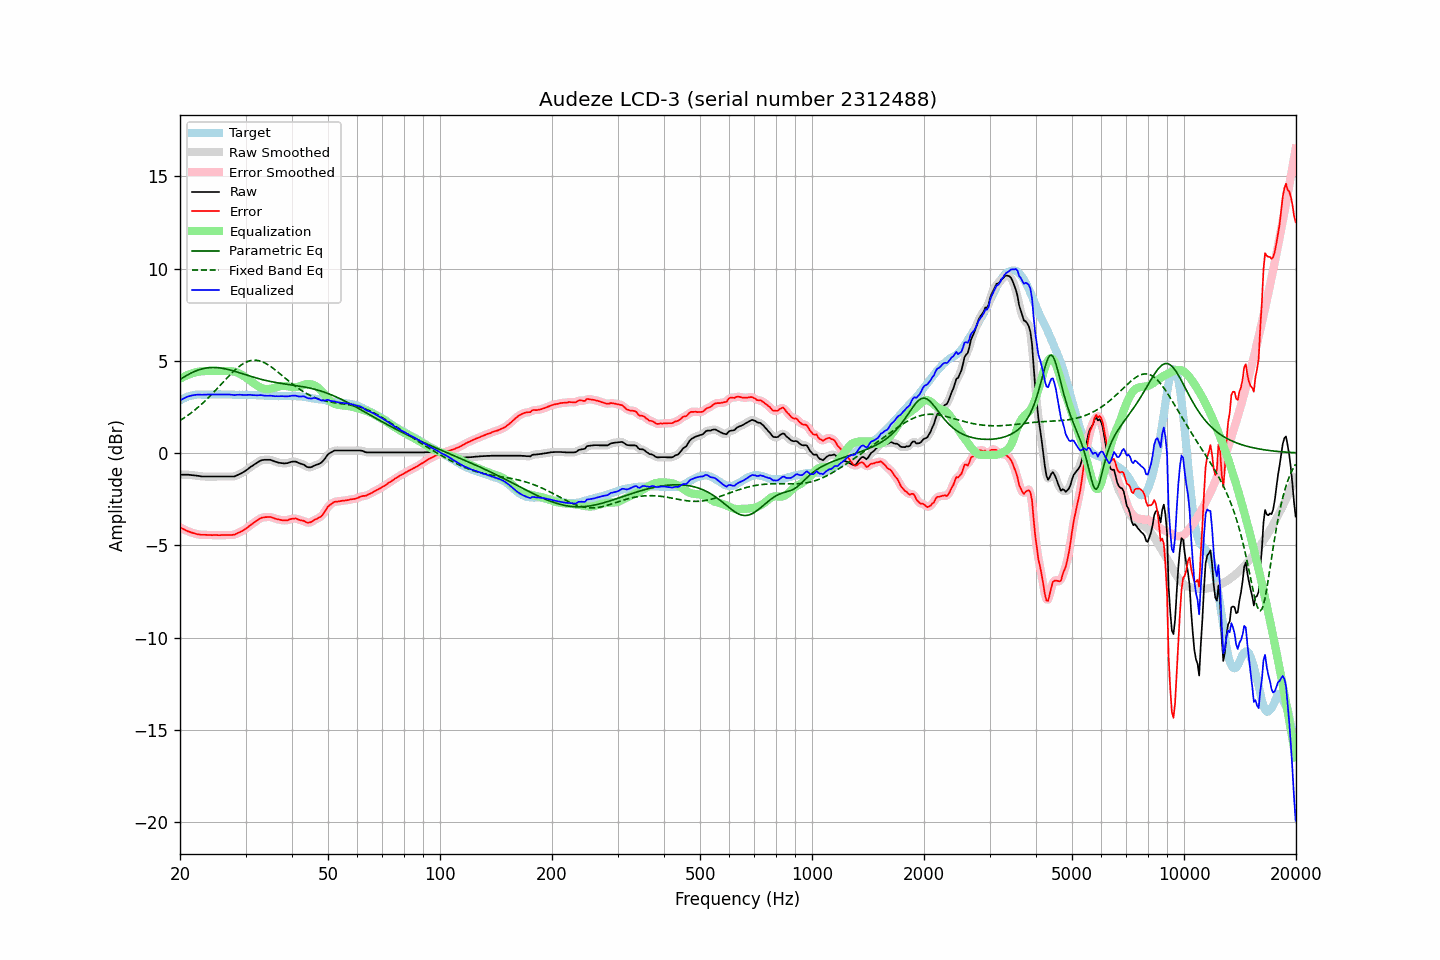 Audeze LCD-3 (serial number 2312488)
Target
Raw Smoothed
Error Smoothed
Raw
Error
Equalization
Parametric Eq
Fixed Band Eq
Equalized
15
10
5
0
−5
−10
−15
−20
Amplitude (dBr)
20
50
100
200
500
1000
2000
5000
10000
20000
Frequency (Hz)